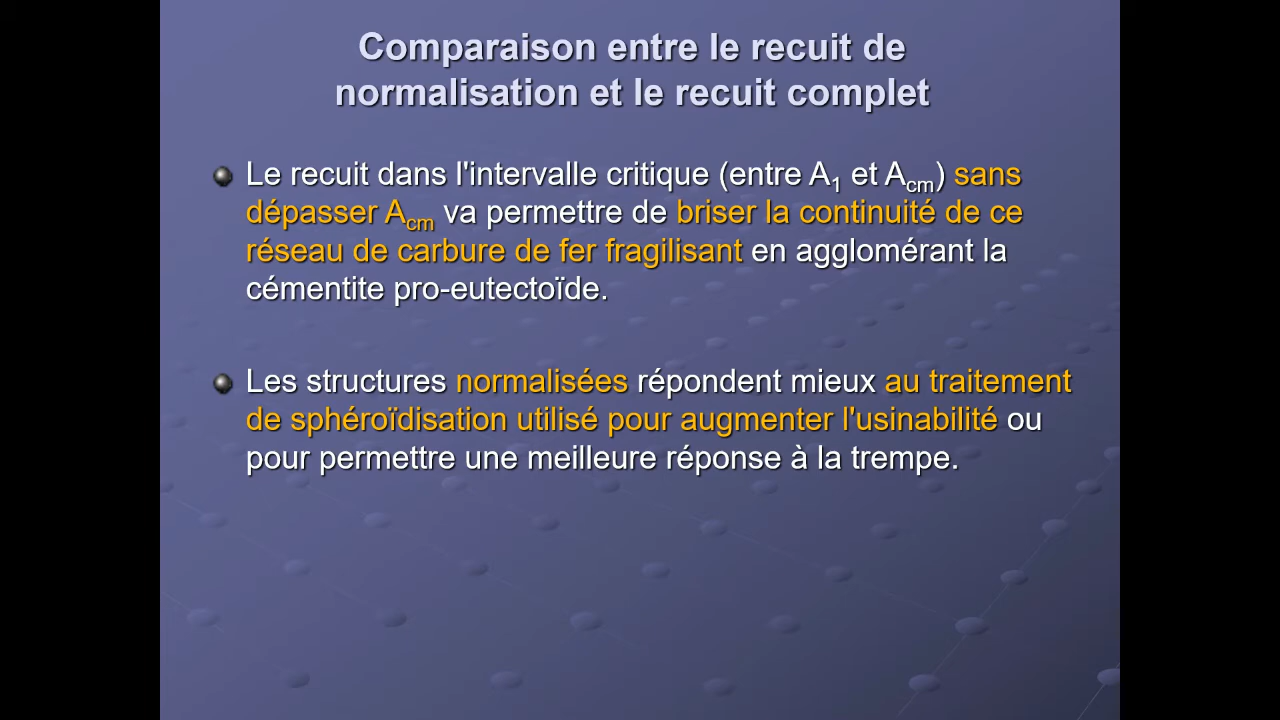 Comparaison entre le recuit de
normalisation et le recuit complet
Le recuit dans l'intervalle critique (entre A1 et Acm) sans
dépasser Acm va permettre de briser la continuité de ce
réseau de carbure de fer fragilisant en agglomérant la
cémentite pro-eutectoïde.
Les structures normalisées répondent mieux au traitement
de sphéroïdisation utilisé pour augmenter l'usinabilité ou
pour permettre une meilleure réponse à la trempe.